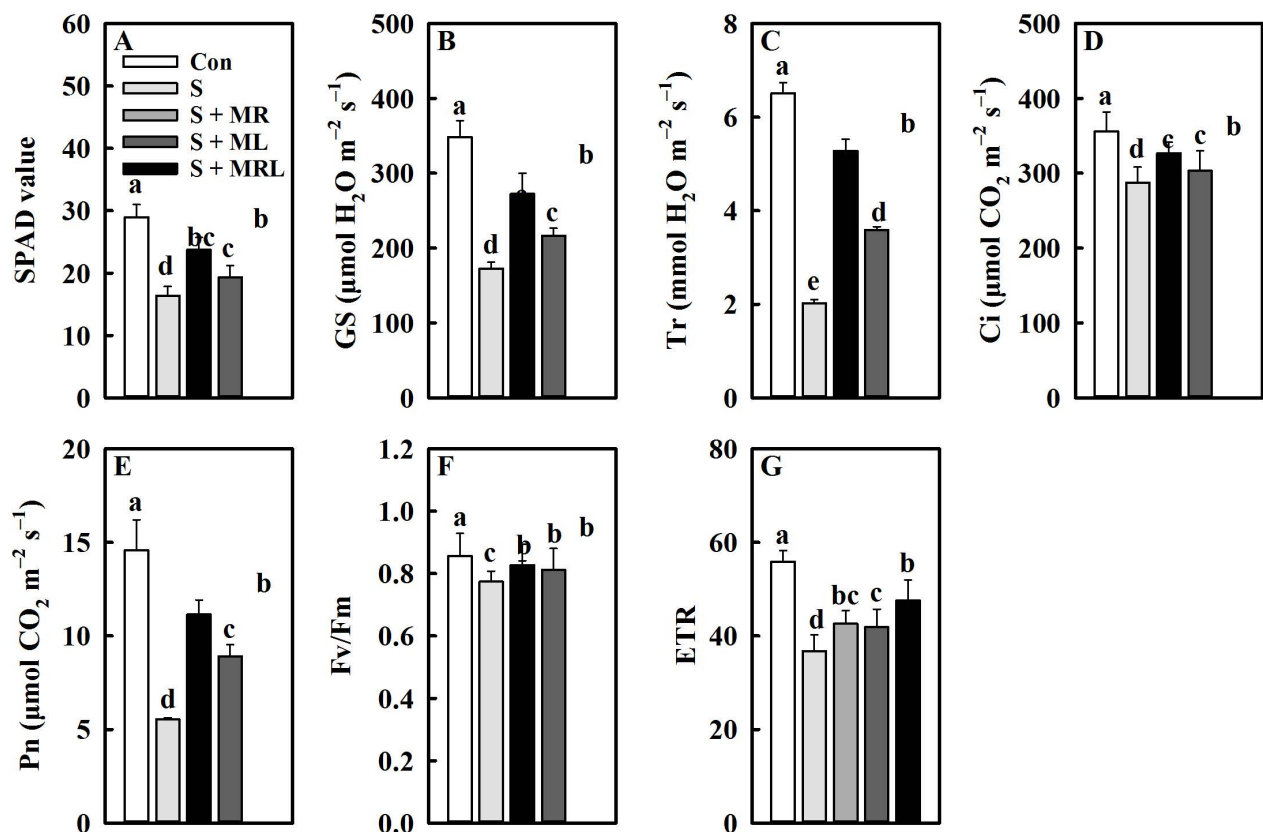 A
Con
S
S + MR
S + ML
S + MRL
SPAD value
60
50
40
30
20
10
0
a
d
bc
c
b
B
GS (μmol H₂O m⁻² s⁻¹)
500
400
300
200
100
0
a
d
c
b
C
Tr (mmol H₂O m⁻² s⁻¹)
8
6
4
2
0
a
e
d
b
D
Ci (μmol CO₂ m⁻² s⁻¹)
500
400
300
200
100
0
a
d
c
c
b
E
Pn (μmol CO₂ m⁻² s⁻¹)
20
15
10
5
0
a
d
c
b
F
Fv/Fm
1.2
1.0
0.8
0.6
0.4
0.2
0.0
a
c
b
b
b
G
ETR
80
60
40
20
0
a
d
bc
c
b